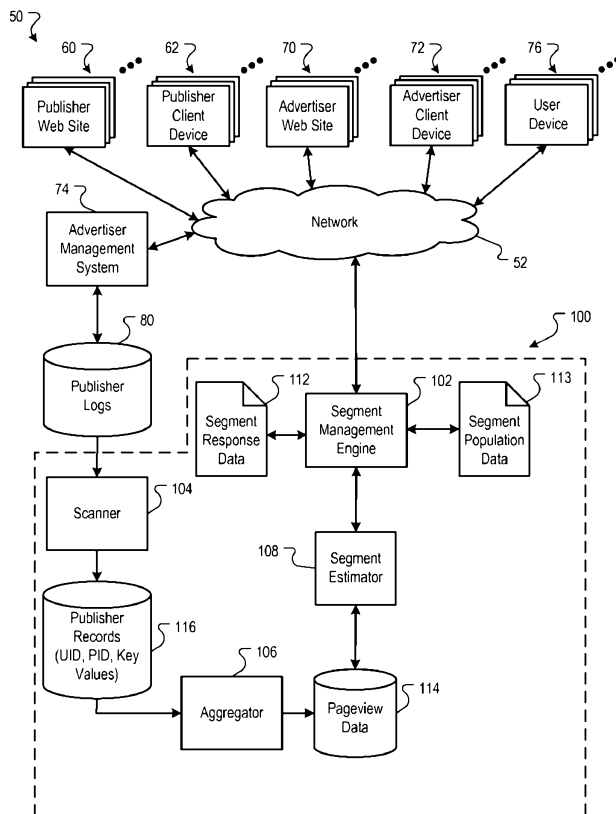 50
60
62
70
72
76
Publisher
Web Site
Publisher
Client
Device
Advertiser
Web Site
Advertiser
Client
Device
User
Device
74
Advertiser
Management
System
Network
52
80
Publisher
Logs
100
112
Segment
Response
Data
102
Segment
Management
Engine
113
Segment
Population
Data
Scanner
104
108
Segment
Estimator
Publisher
Records
(UID, PID, Key
Values)
116
106
Aggregator
Pageview
Data
114